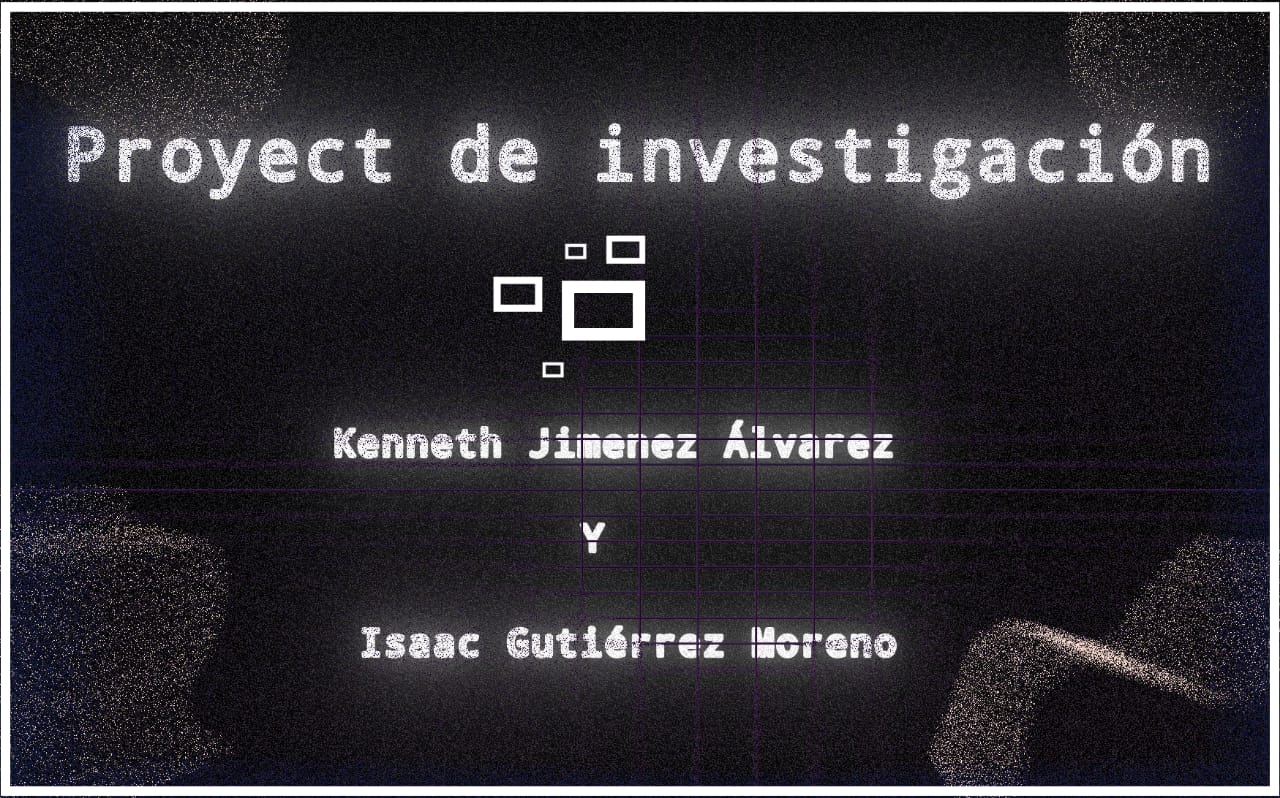 Proyect de investigación
Kenneth Jimenez Álvarez
Y
Isaac Gutiérrez Moreno